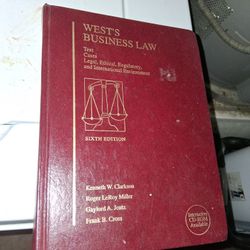 WEST'S
BUSINESS LAW
Text
Cases
Legal, Ethical, Regulatory,
and International Environment
SIXTH EDITION
Kenneth W. Clarkson
Roger LeRoy Miller
Gaylord A. Jentz
Frank B. Cross
Interactive
CD-ROM
Available